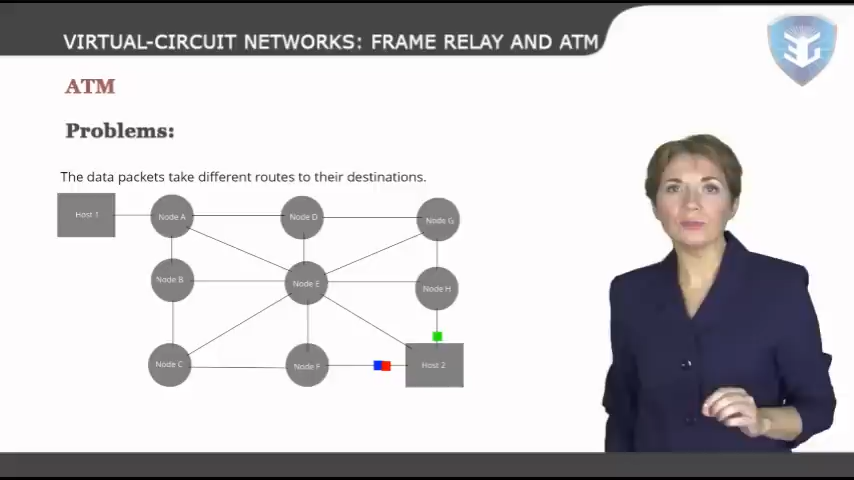 VIRTUAL-CIRCUIT NETWORKS: FRAME RELAY AND ATM
ATM
Problems:
The data packets take different routes to their destinations.
Host 1
Node A
Node D
Node G
Node B
Node E
Node H
Node C
Node F
Host 2